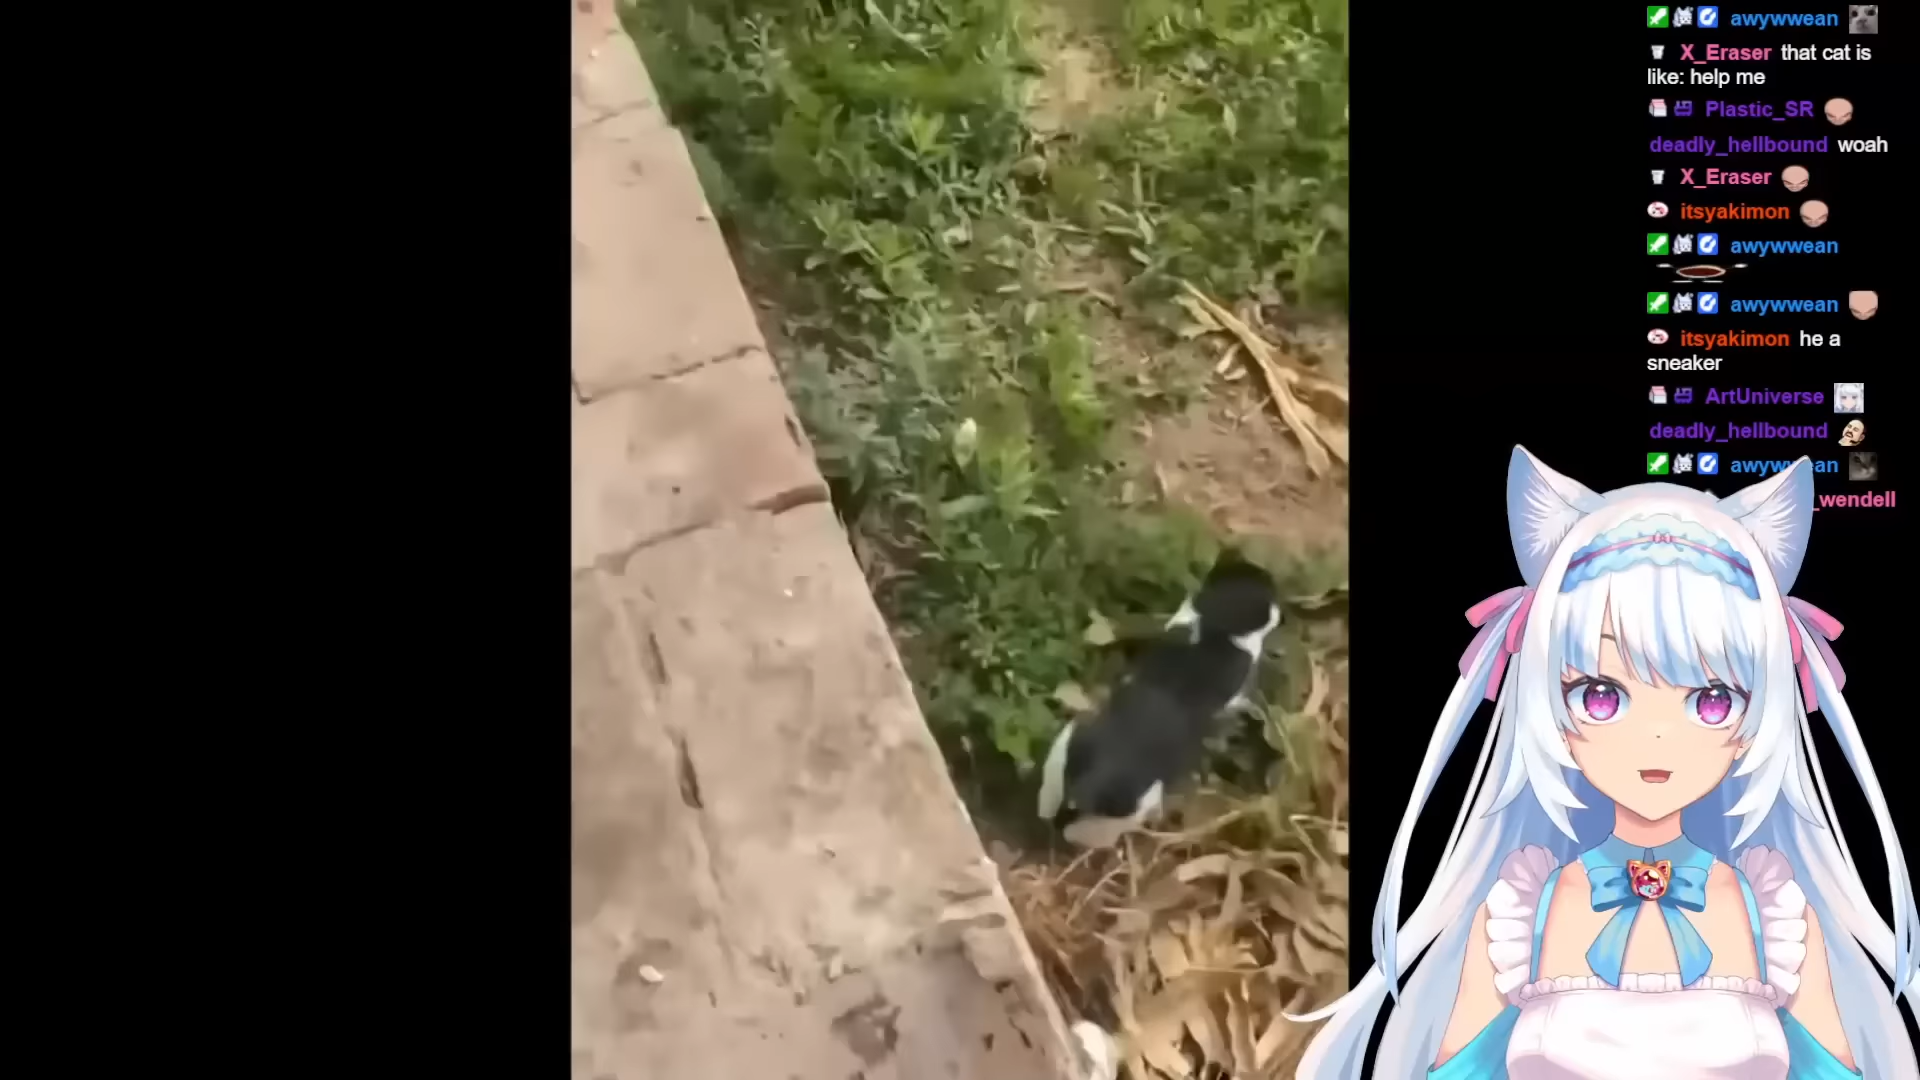 awywwean
X_Eraser that cat is
like: help me
Plastic_SR
deadly_hellbound woah
X_Eraser
itsyakimon
awywwean
awywwean
itsyakimon he a
sneaker
ArtUniverse
deadly_hellbound
_wendell